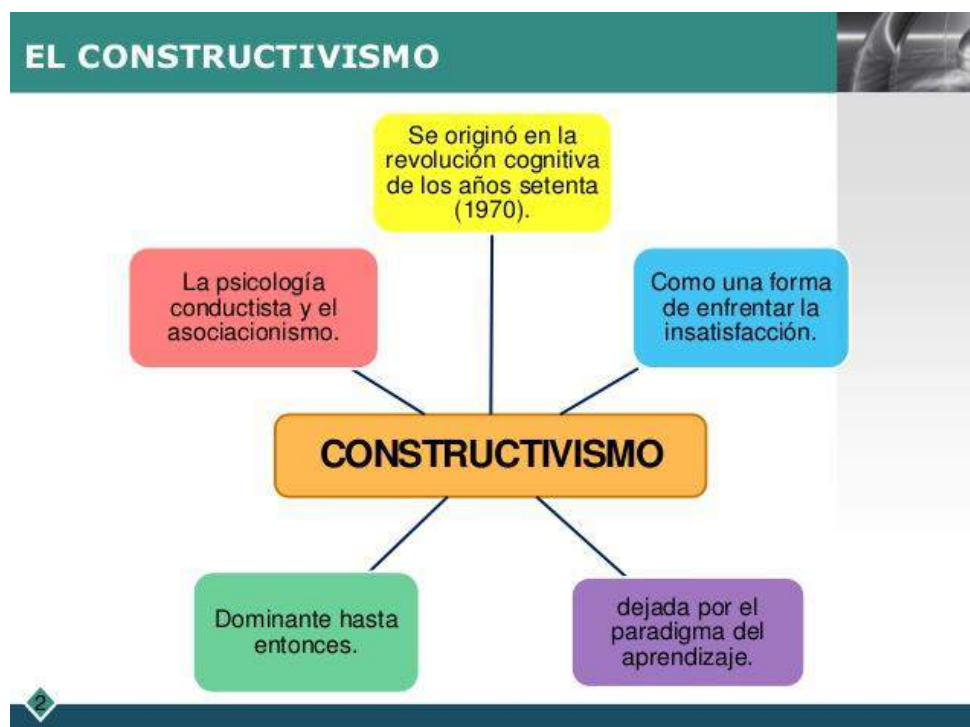 EL CONSTRUCTIVISMO
Se originó en la
revolución cognitiva
de los años setenta
(1970).
La psicología
conductista y el
asociacionismo.
Como una forma
de enfrentar la
insatisfacción.
CONSTRUCTIVISMO
Dominante hasta
entonces.
dejada por el
paradigma del
aprendizaje.
2